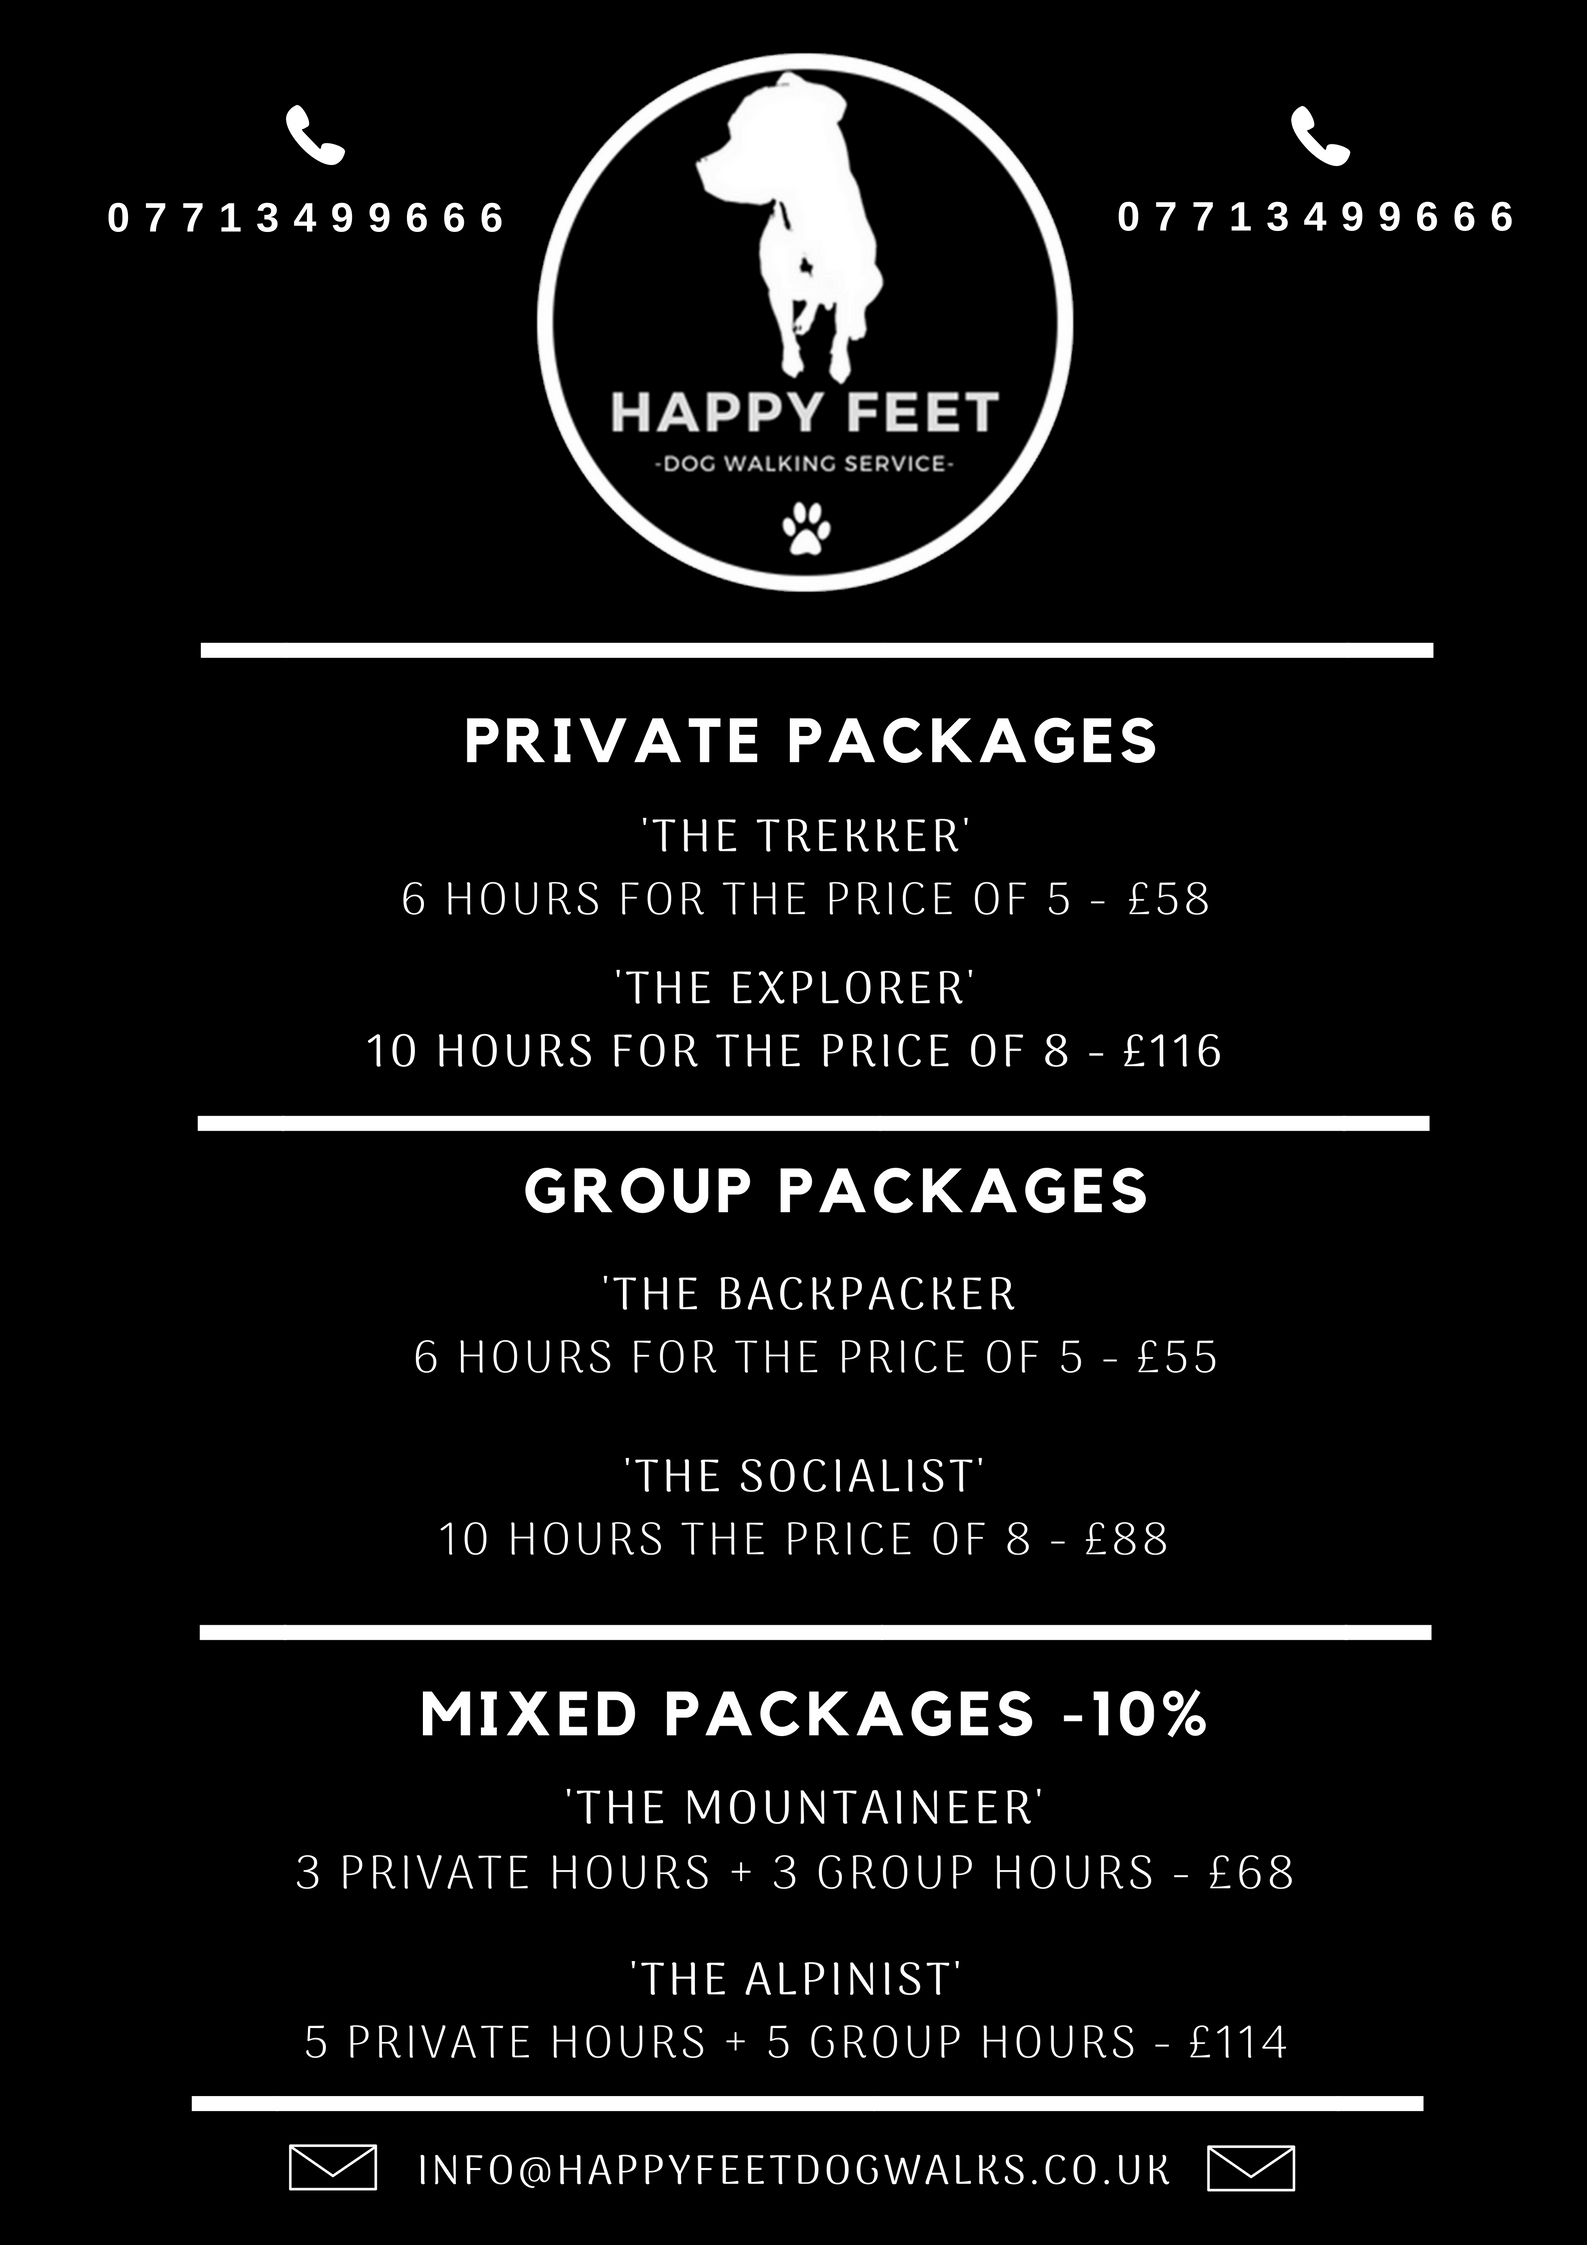 07713499666
07713499666
HAPPY FEET
-DOG WALKING SERVICE-
PRIVATE PACKAGES
'THE TREKKER'
6 HOURS FOR THE PRICE OF 5 - £58
'THE EXPLORER'
10 HOURS FOR THE PRICE OF 8 - £116
GROUP PACKAGES
'THE BACKPACKER
6 HOURS FOR THE PRICE OF 5 - £55
'THE SOCIALIST'
10 HOURS THE PRICE OF 8 - £88
MIXED PACKAGES -10%
'THE MOUNTAINEER'
3 PRIVATE HOURS + 3 GROUP HOURS - £68
'THE ALPINIST'
5 PRIVATE HOURS + 5 GROUP HOURS - £114
INFO@HAPPYFEETDOGWALKS.CO.UK